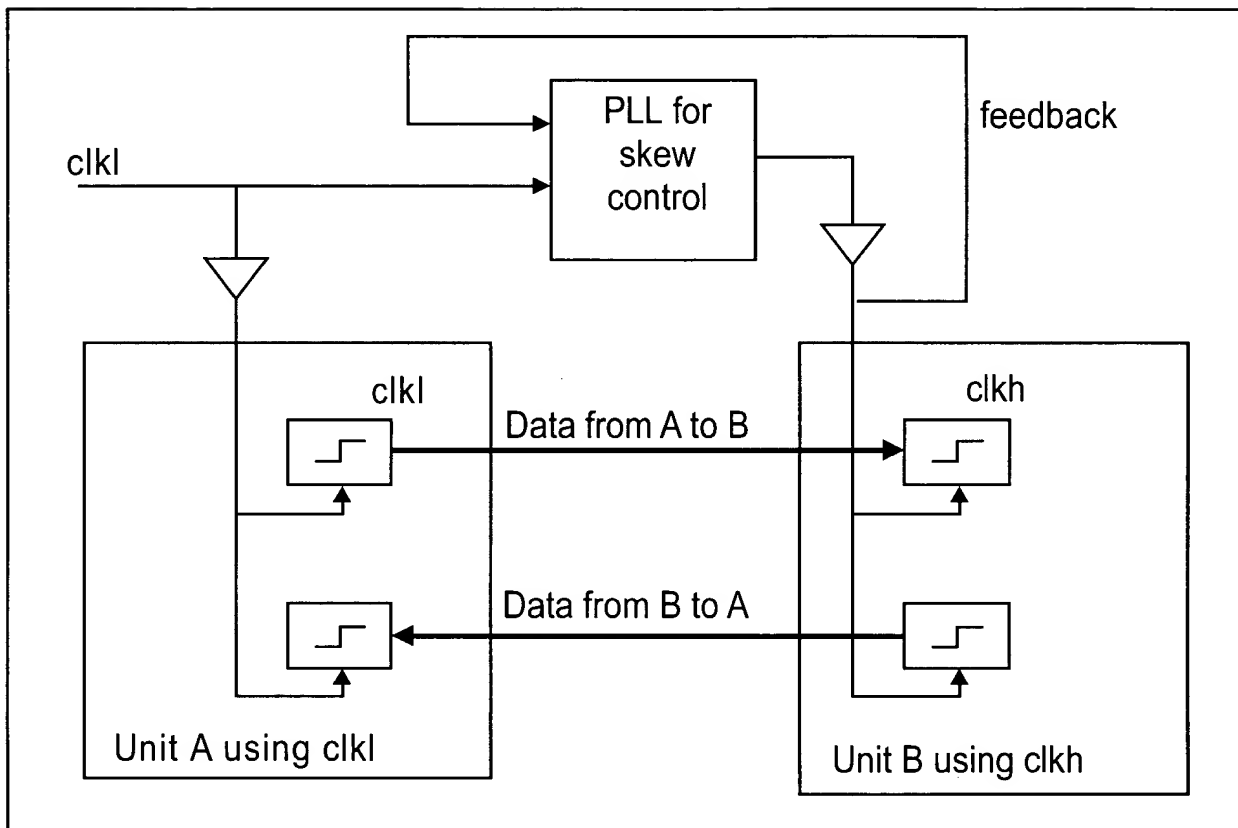 PLL for
skew
control
feedback
clkl
clkl
clkh
Data from A to B
Data from B to A
Unit A using clkl
Unit B using clkh